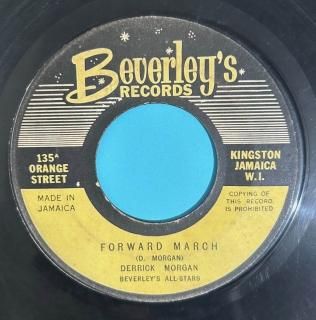 Beverley's
RECORDS
135ᴬ
ORANGE
STREET
KINGSTON
JAMAICA
W.I.
MADE IN
JAMAICA
COPYING OF
THIS RECORD
IS PROHIBITED
FORWARD MARCH
(D. MORGAN)
DERRICK MORGAN
BEVERLEY'S ALL-STARS